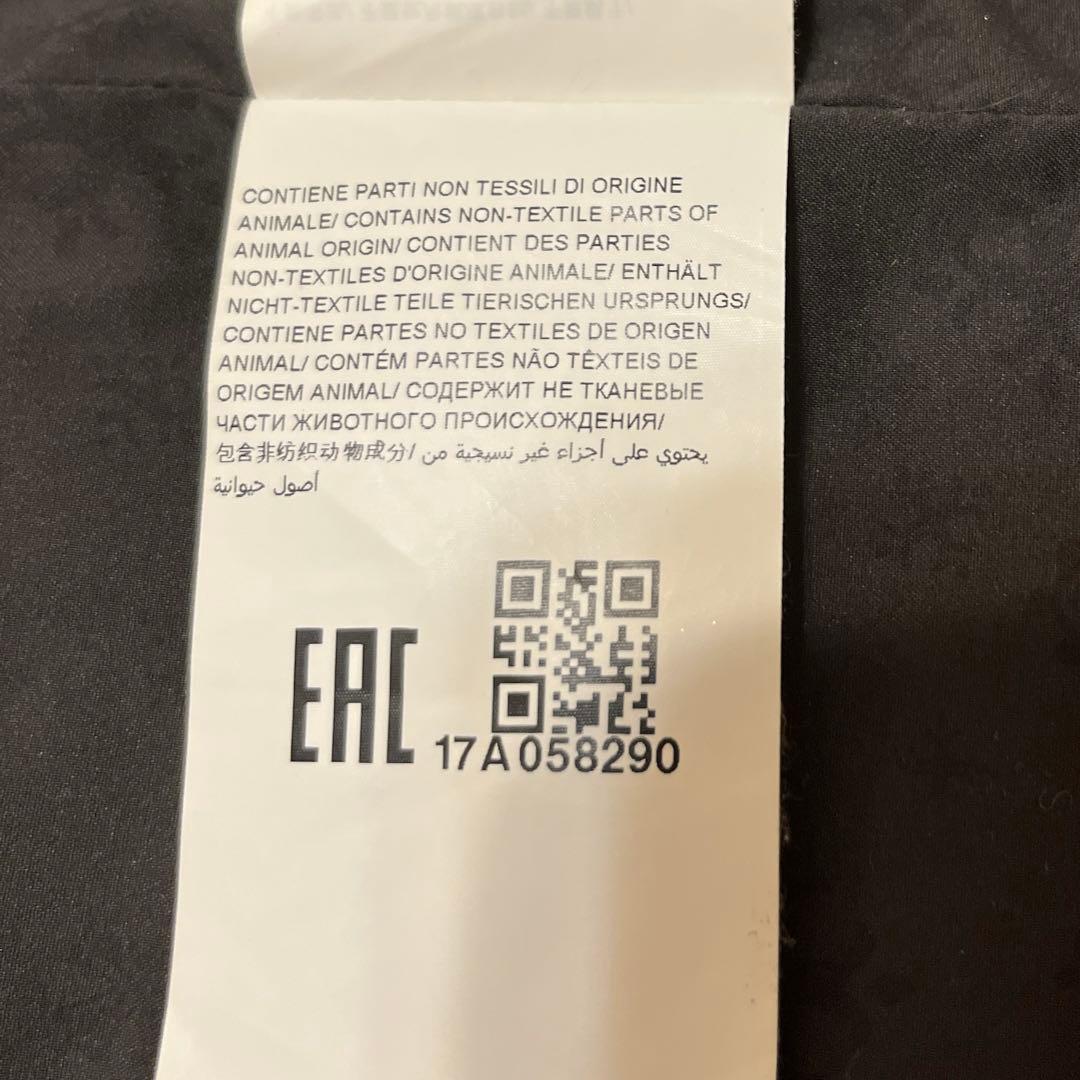 CONTIENE PARTI NON TESSILI DI ORIGINE
ANIMALE/ CONTAINS NON-TEXTILE PARTS OF
ANIMAL ORIGIN/ CONTIENT DES PARTIES
NON-TEXTILES D'ORIGINE ANIMALE/ ENTHÄLT
NICHT-TEXTILE TEILE TIERISCHEN URSPRUNGS/
CONTIENE PARTES NO TEXTILES DE ORIGEN
ANIMAL/ CONTÉM PARTES NÃO TÊXTEIS DE
ORIGEM ANIMAL/ СОДЕРЖИТ НЕ ТКАНЕВЫЕ
ЧАСТИ ЖИВОТНОГО ПРОИСХОЖДЕНИЯ/
包含非纺织动物成分/ يحتوي على أجزاء غير نسيجية من
أصول حيوانية
EAC
17A058290